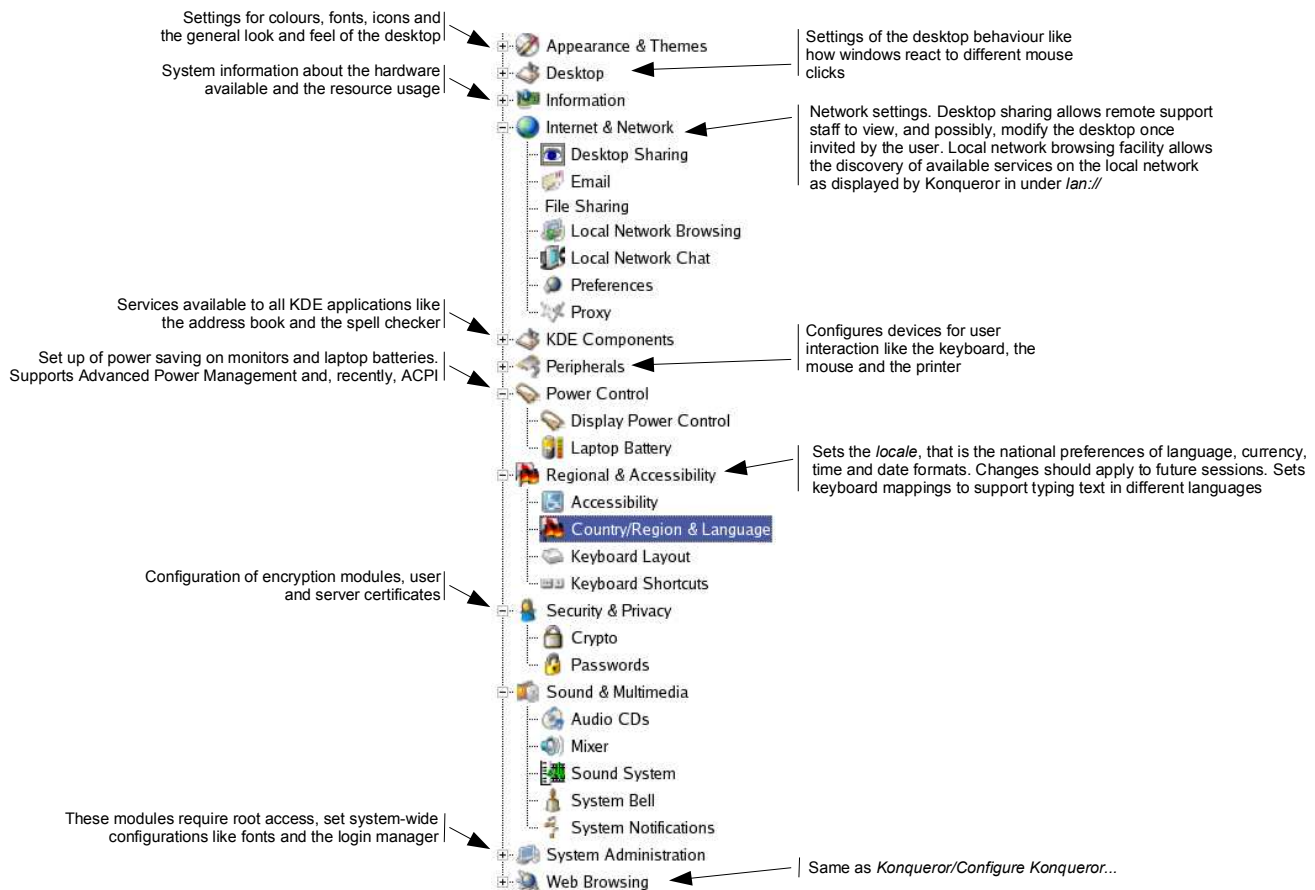 Settings for colours, fonts, icons and
the general look and feel of the desktop
System information about the hardware
available and the resource usage
Services available to all KDE applications like
the address book and the spell checker
Set up of power saving on monitors and laptop batteries.
Supports Advanced Power Management and, recently, ACPI
Configuration of encryption modules, user
and server certificates
These modules require root access, set system-wide
configurations like fonts and the login manager
Appearance & Themes
Desktop
Information
Internet & Network
Desktop Sharing
Email
File Sharing
Local Network Browsing
Local Network Chat
Preferences
Proxy
KDE Components
Peripherals
Power Control
Display Power Control
Laptop Battery
Regional & Accessibility
Accessibility
Country/Region & Language
Keyboard Layout
Keyboard Shortcuts
Security & Privacy
Crypto
Passwords
Sound & Multimedia
Audio CDs
Mixer
Sound System
System Bell
System Notifications
System Administration
Web Browsing
Settings of the desktop behaviour like
how windows react to different mouse
clicks
Network settings. Desktop sharing allows remote support
staff to view, and possibly, modify the desktop once
invited by the user. Local network browsing facility allows
the discovery of available services on the local network
as displayed by Konqueror in under lan://
Configures devices for user
interaction like the keyboard, the
mouse and the printer
Sets the locale, that is the national preferences of language, currency,
time and date formats. Changes should apply to future sessions. Sets
keyboard mappings to support typing text in different languages
Same as Konqueror/Configure Konqueror...